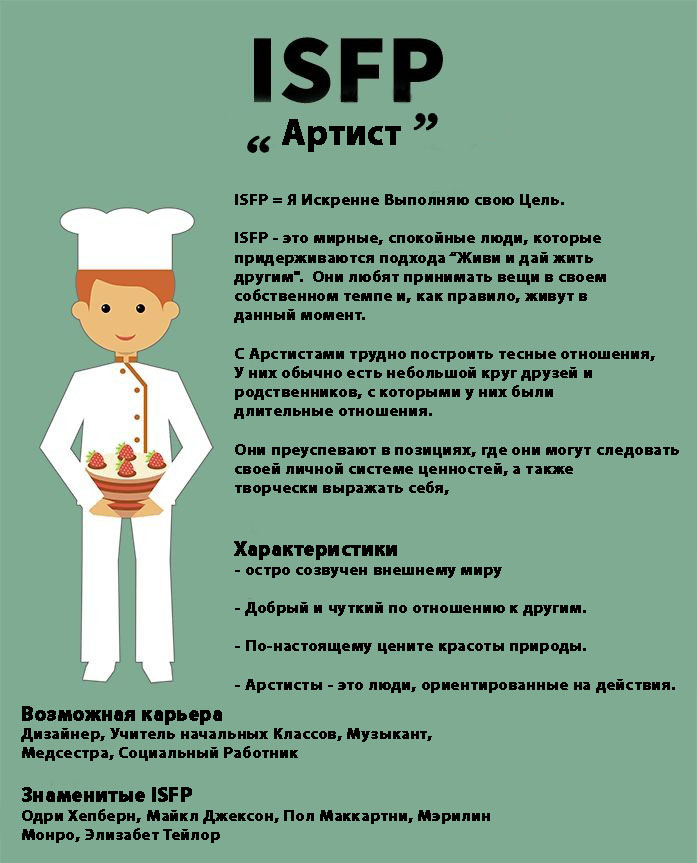 ISFP
“ Артист ”
ISFP = Я Искренне Выполняю свою Цель.
ISFP - это мирные, спокойные люди, которые
придерживаются подхода “Живи и дай жить
другим". Они любят принимать вещи в своем
собственном темпе и, как правило, живут в
данный момент.
С Арстистами трудно построить тесные отношения,
У них обычно есть небольшой круг друзей и
родственников, с которыми у них были
длительные отношения.
Они преуспевают в позициях, где они могут следовать
своей личной системе ценностей, а также
творчески выражать себя,
Характеристики
- остро созвучен внешнему миру
- Добрый и чуткий по отношению к другим.
- По-настоящему цените красоты природы.
- Арстисты - это люди, ориентированные на действия.
Возможная карьера
Дизайнер, Учитель начальных Классов, Музыкант,
Медсестра, Социальный Работник
Знаменитые ISFP
Одри Хепберн, Майкл Джексон, Пол Маккартни, Мэрилин
Монро, Элизабет Тейлор